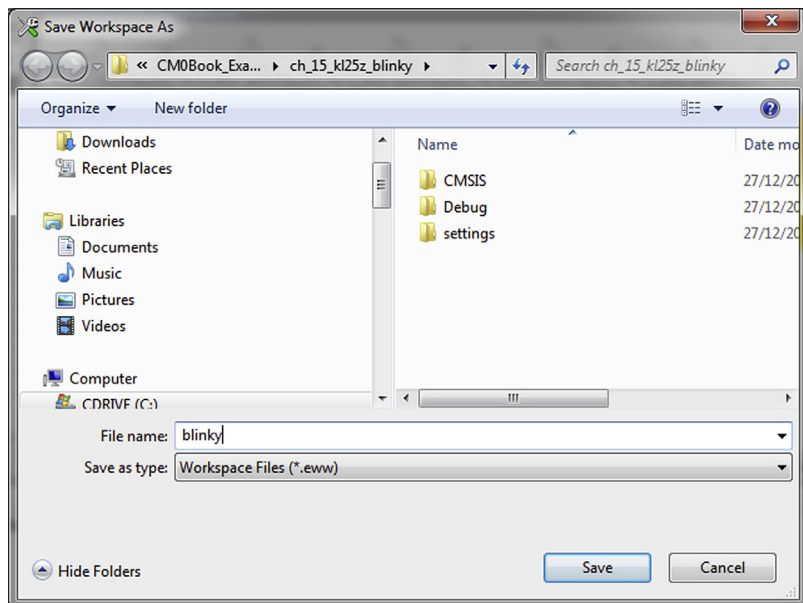 Save Workspace As
« CM0Book_Exa... ch_15_kl25z_blinky
Search ch_15_kl25z_blinky
Organize New folder
Downloads
Recent Places
Libraries
Documents
Music
Pictures
Videos
Computer
CDRIVE (C:)
Name Date mo
CMSIS 27/12/20
Debug 27/12/20
settings 27/12/20
File name: blinky
Save as type: Workspace Files (*.eww)
Hide Folders Save Cancel